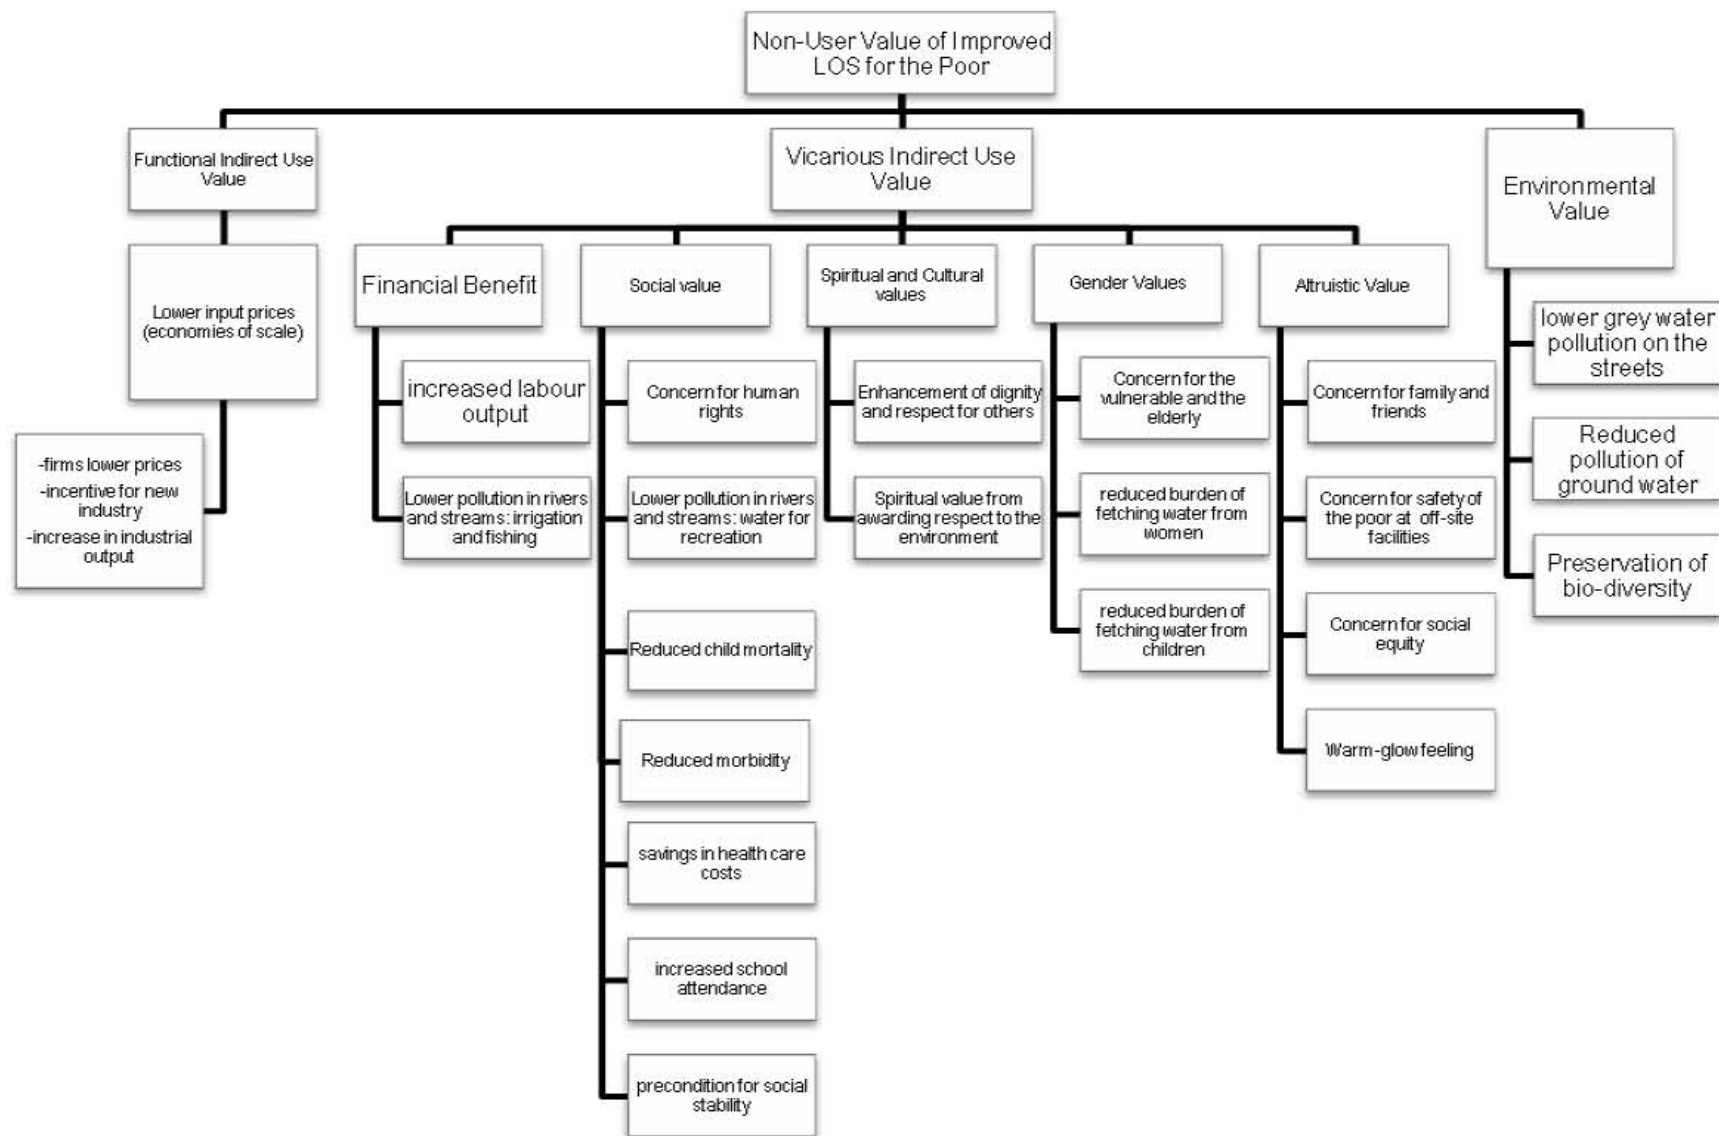 Non-User Value of Improved
LOS for the Poor
Functional Indirect Use
Value
Lower input prices
(economies of scale)
-firms lower prices
-incentive for new
industry
-increase in industrial
output
Vicarious Indirect Use
Value
Financial Benefit
increased labour
output
Lower pollution in rivers
and streams: irrigation
and fishing
Social value
Concern for human
rights
Lower pollution in rivers
and streams: water for
recreation
Reduced child mortality
Reduced morbidity
savings in health care
costs
increased school
attendance
precondition for social
stability
Spiritual and Cultural
values
Enhancement of dignity
and respect for others
Spiritual value from
awarding respect to the
environment
Gender Values
Concern for the
vulnerable and the
elderly
reduced burden of
fetching water from
women
reduced burden of
fetching water from
children
Altruistic Value
Concern for family and
friends
Concern for safety of
the poor at off-site
facilities
Concern for social
equity
Warm-glow feeling
Environmental
Value
lower grey water
pollution on the
streets
Reduced
pollution of
ground water
Preservation of
bio-diversity